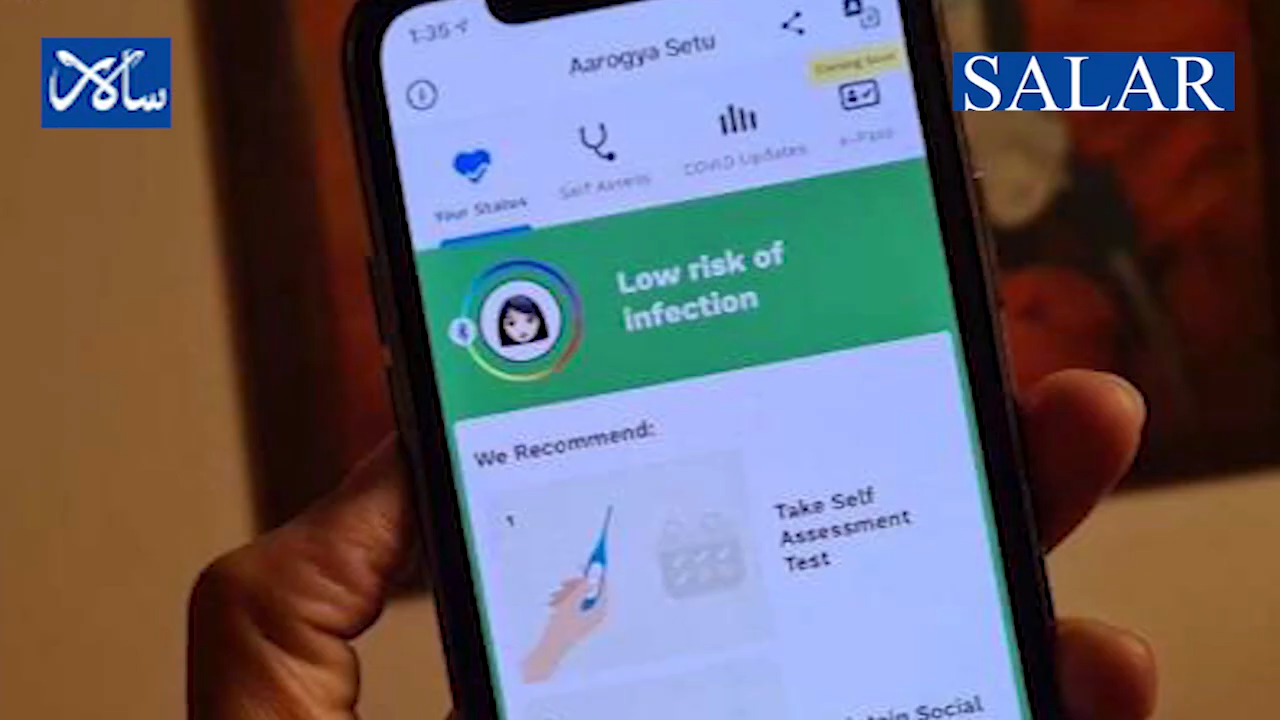 سالار
SALAR
1:35
Aarogya Setu
Coming Soon
Your Status
Self Assess
COVID Updates
e-Pass
Low risk of
infection
We Recommend:
1
Take Self
Assessment
Test
Social